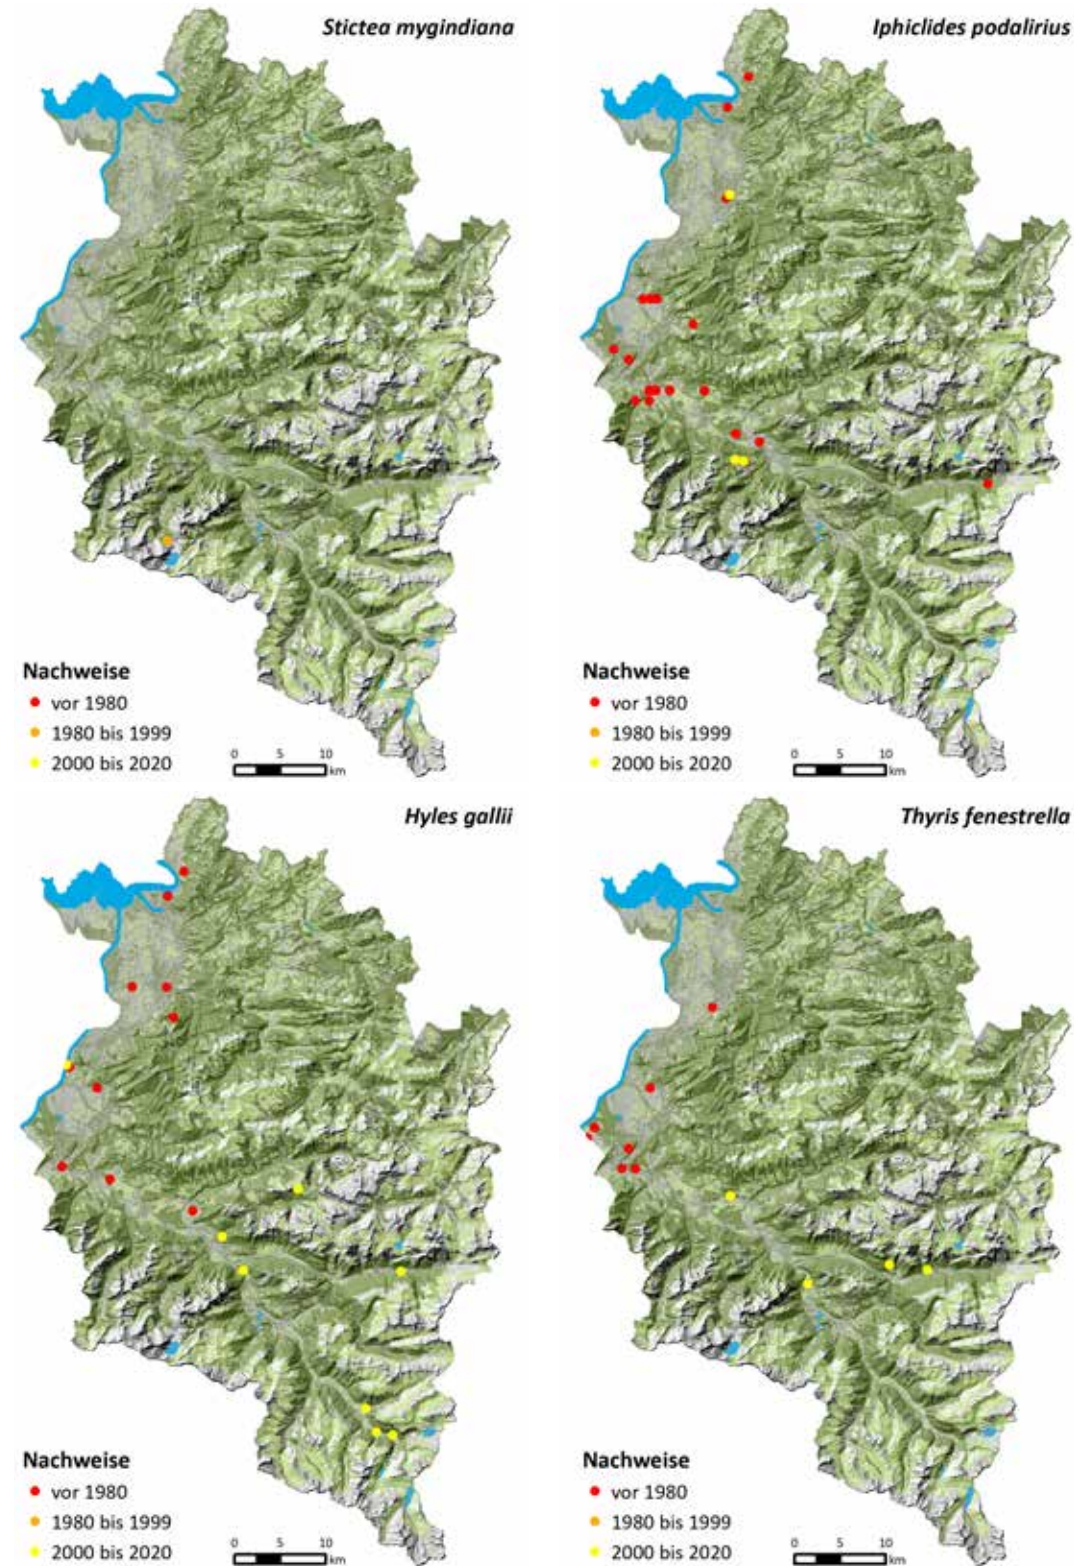 Stictea mygindiana
Nachweise
vor 1980
1980 bis 1999
2000 bis 2020
0 5 10
km
Iphiclides podalirius
Nachweise
vor 1980
1980 bis 1999
2000 bis 2020
0 5 10
km
Hyles gallii
Nachweise
vor 1980
1980 bis 1999
2000 bis 2020
0 5 10
km
Thyris fenestrella
Nachweise
vor 1980
1980 bis 1999
2000 bis 2020
0 5 10
km